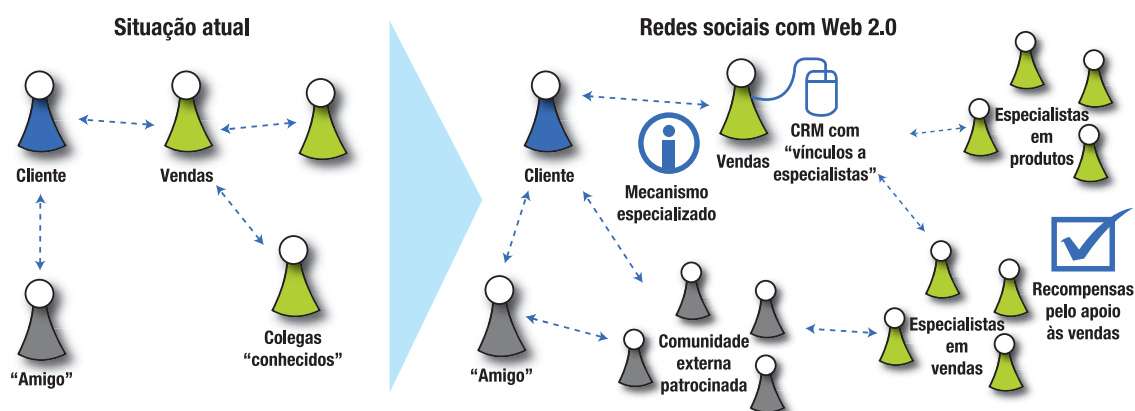 Situação atual
Cliente
Vendas
“Amigo”
Colegas
“conhecidos”
Redes sociais com Web 2.0
Cliente
Mecanismo
especializado
Vendas
CRM com
“vínculos a
especialistas”
Especialistas
em
produtos
“Amigo”
Comunidade
externa
patrocinada
Especialistas
em
vendas
Recompensas
pelo apoio
às vendas